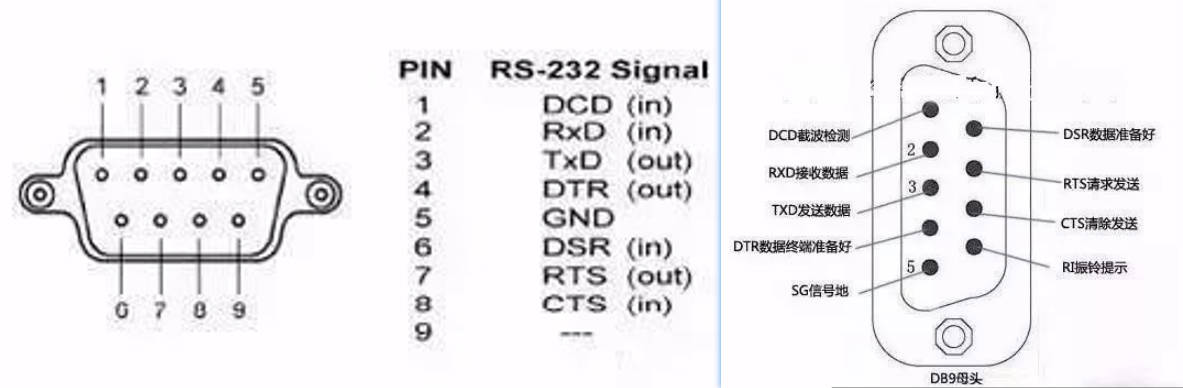 1 2 3 4 5
6 7 8 9
PIN RS-232 Signal
1 DCD (in)
2 RxD (in)
3 TxD (out)
4 DTR (out)
5 GND
6 DSR (in)
7 RTS (out)
8 CTS (in)
9 ---
DCD截波检测
DSR数据准备好
2
RXD接收数据
RTS请求发送
3
TXD发送数据
CTS清除发送
DTR数据终端准备好
RI振铃提示
5
SG信号地
DB9母头